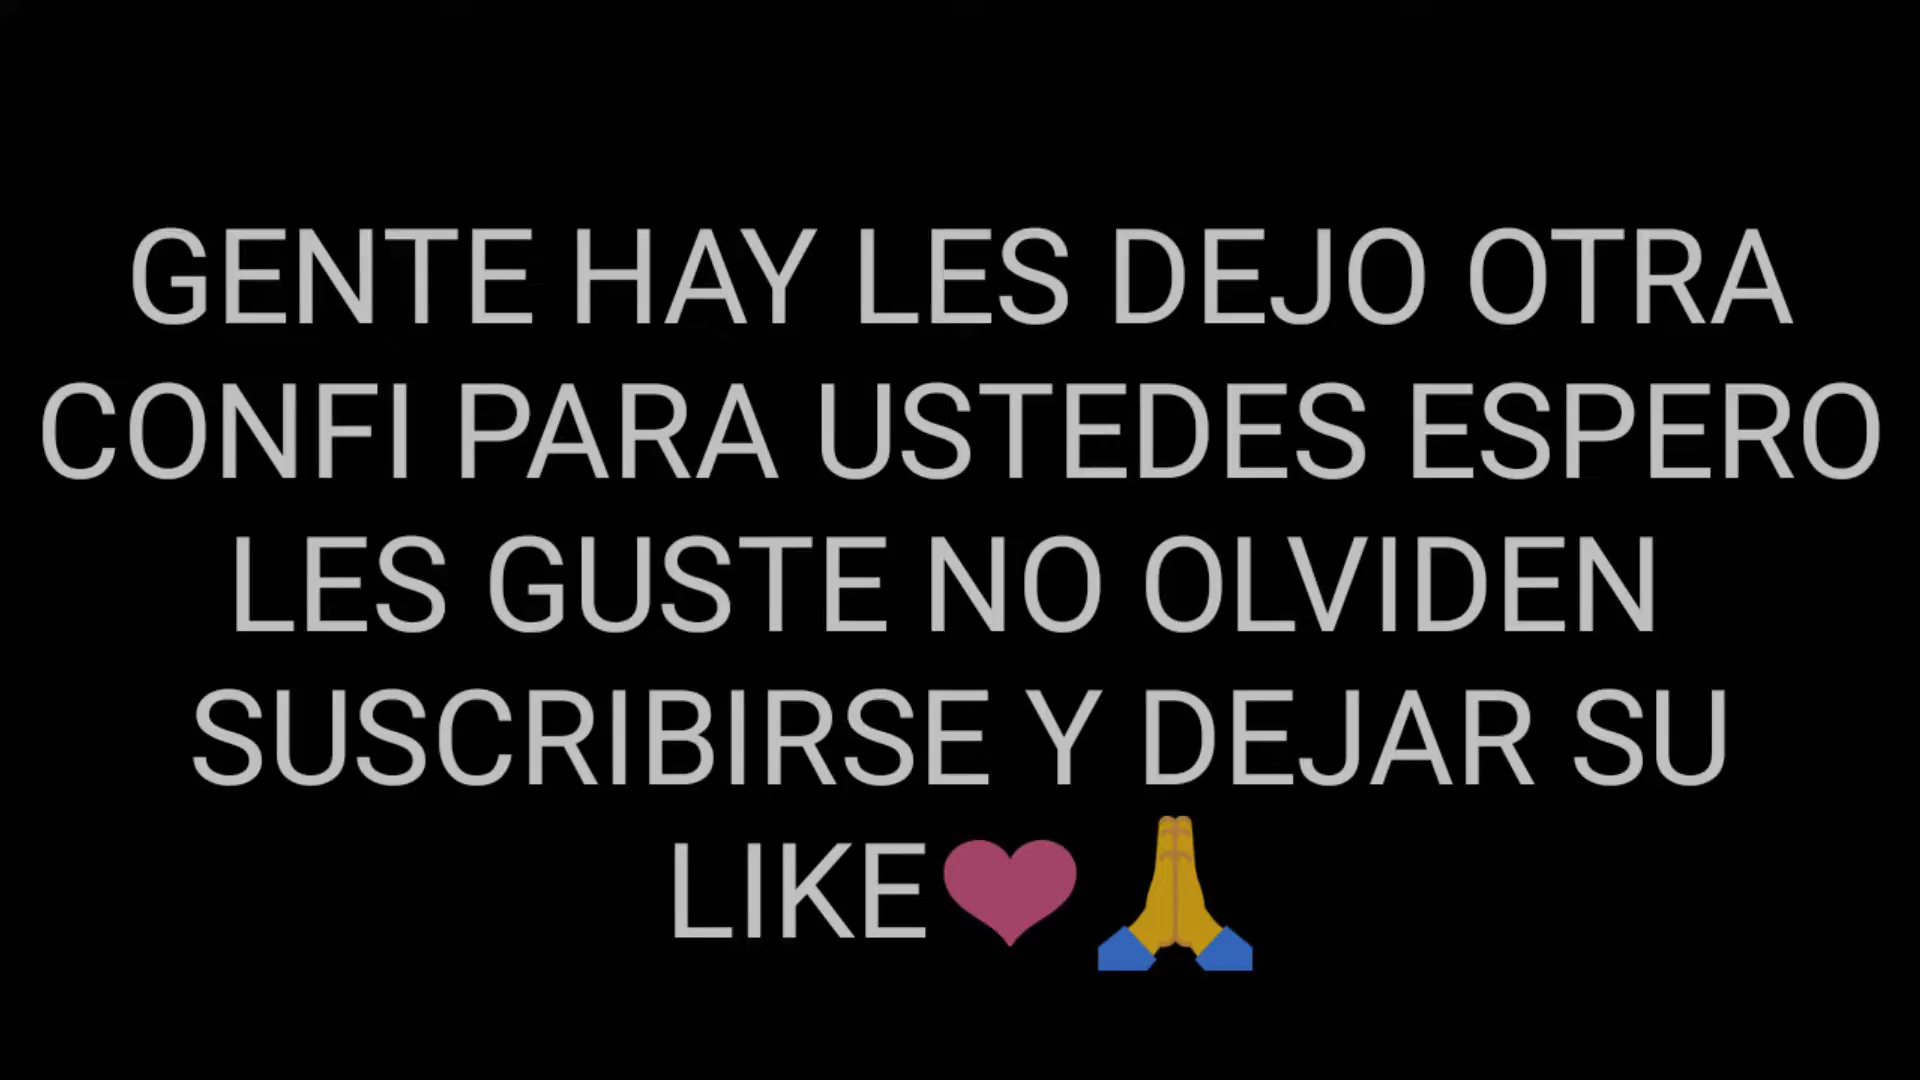 GENTE HAY LES DEJO OTRA
CONFI PARA USTEDES ESPERO
LES GUSTE NO OLVIDEN
SUSCRIBIRSE Y DEJAR SU
LIKE❤🙏